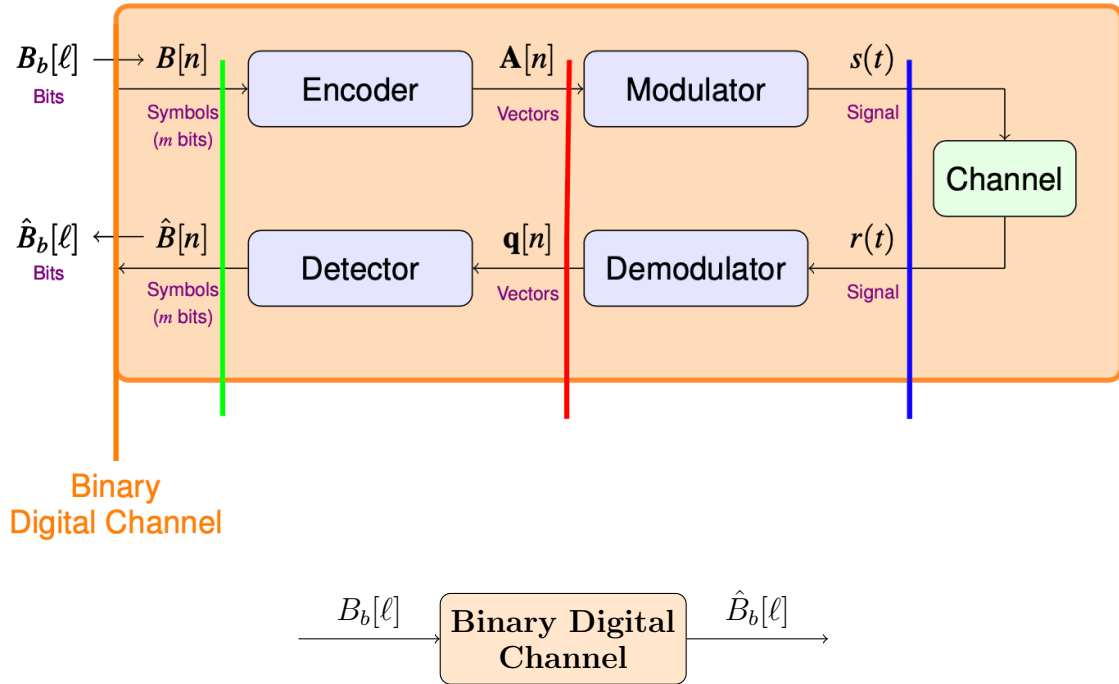 B_b[ℓ] B[n] A[n] s(t)
Encoder Modulator
Bits Symbols Vectors Signal
(m bits)
Channel
B̂_b[ℓ] B̂[n] q[n] r(t)
Detector Demodulator
Bits Symbols Vectors Signal
(m bits)
Binary
Digital Channel
B_b[ℓ] Binary Digital B̂_b[ℓ]
Channel